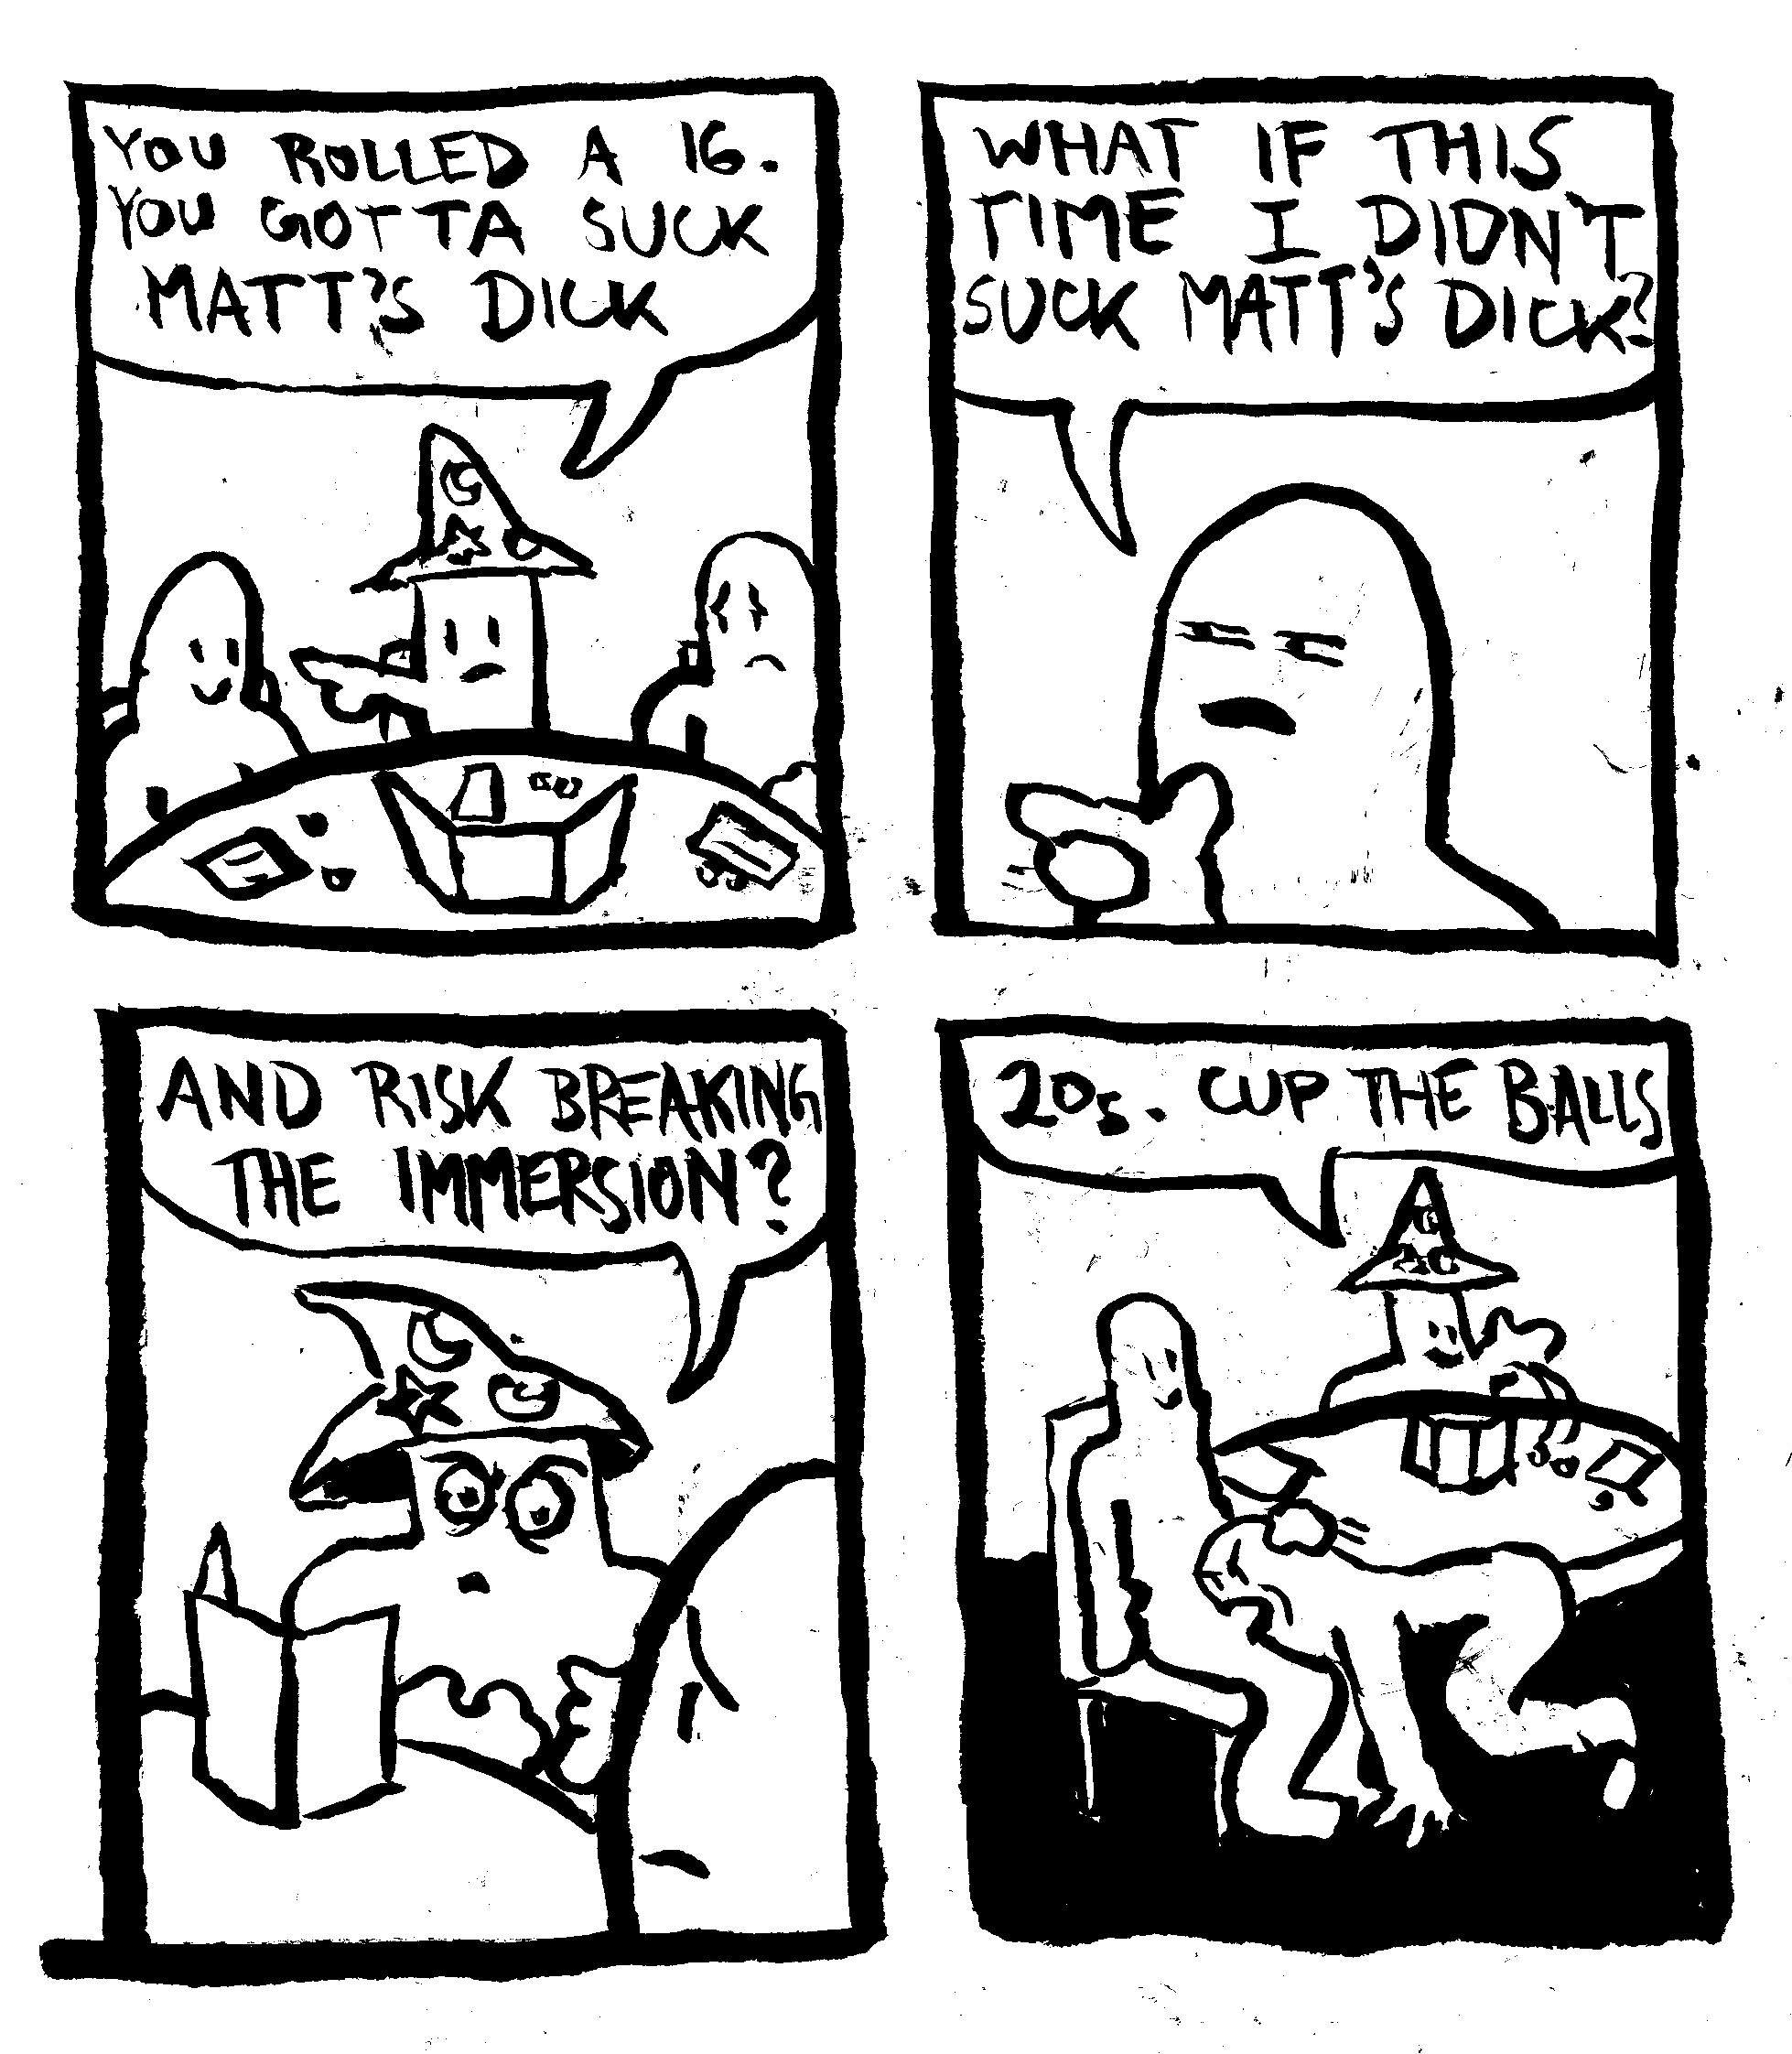 YOU ROLLED A 16.
YOU GOTTA SUCK
MATT'S DICK
WHAT IF THIS
TIME I DIDN'T
SUCK MATT'S DICK?
AND RISK BREAKING
THE IMMERSION?
20s. CUP THE BALLS